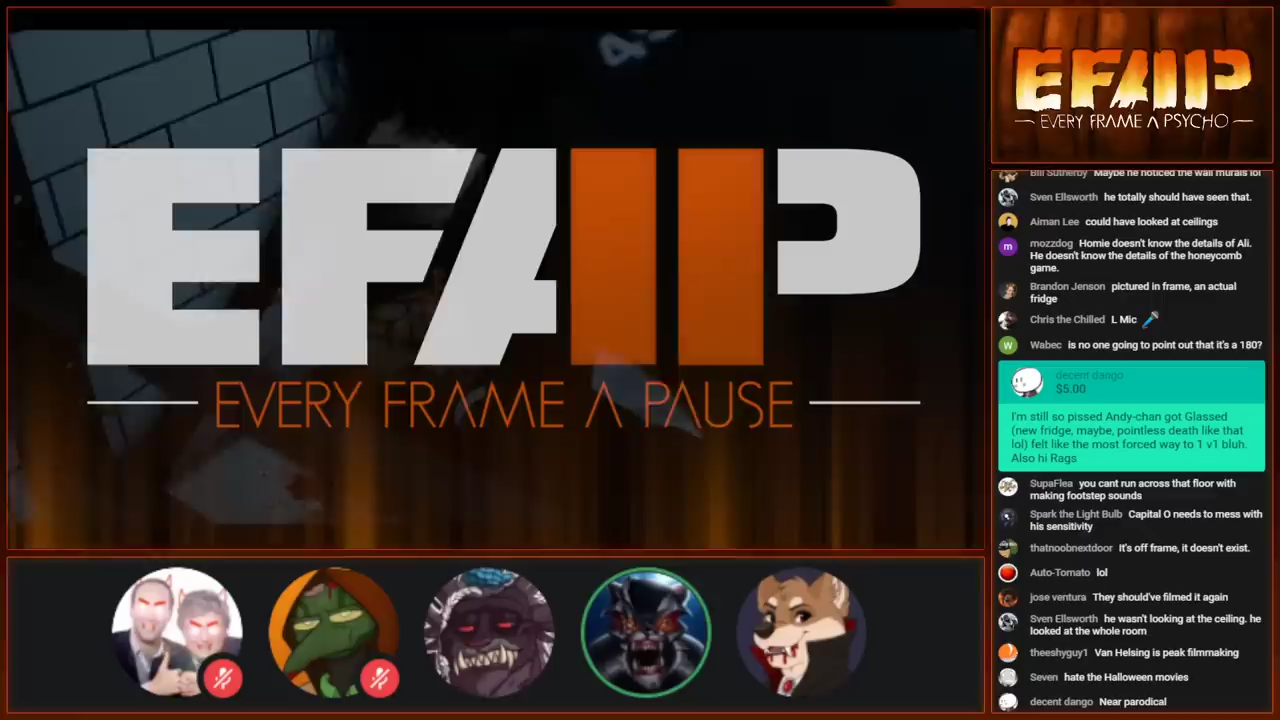 EFAP
EVERY FRAME A PAUSE
EFAP
EVERY FRAME A PSYCHO
Bill Sutherby Maybe he noticed the wall murals lol
Sven Ellsworth he totally should have seen that.
Aiman Lee could have looked at ceilings
m
mozzdog Homie doesn't know the details of Ali.
He doesn't know the details of the honeycomb
game.
Brandon Jenson pictured in frame, an actual
fridge
Chris the Chilled L Mic
W
Wabec is no one going to point out that it's a 180?
decent dango
$5.00
I'm still so pissed Andy-chan got Glassed
(new fridge, maybe, pointless death like that
lol) felt like the most forced way to 1 v1 bluh.
Also hi Rags
SupaFlea you cant run across that floor with
making footstep sounds
Spark the Light Bulb Capital O needs to mess with
his sensitivity
thatnoobnextdoor It's off frame, it doesn't exist.
Auto-Tomato lol
jose ventura They should've filmed it again
Sven Ellsworth he wasn't looking at the ceiling. he
looked at the whole room
theeshyguy1 Van Helsing is peak filmmaking
Seven hate the Halloween movies
decent dango Near parodical